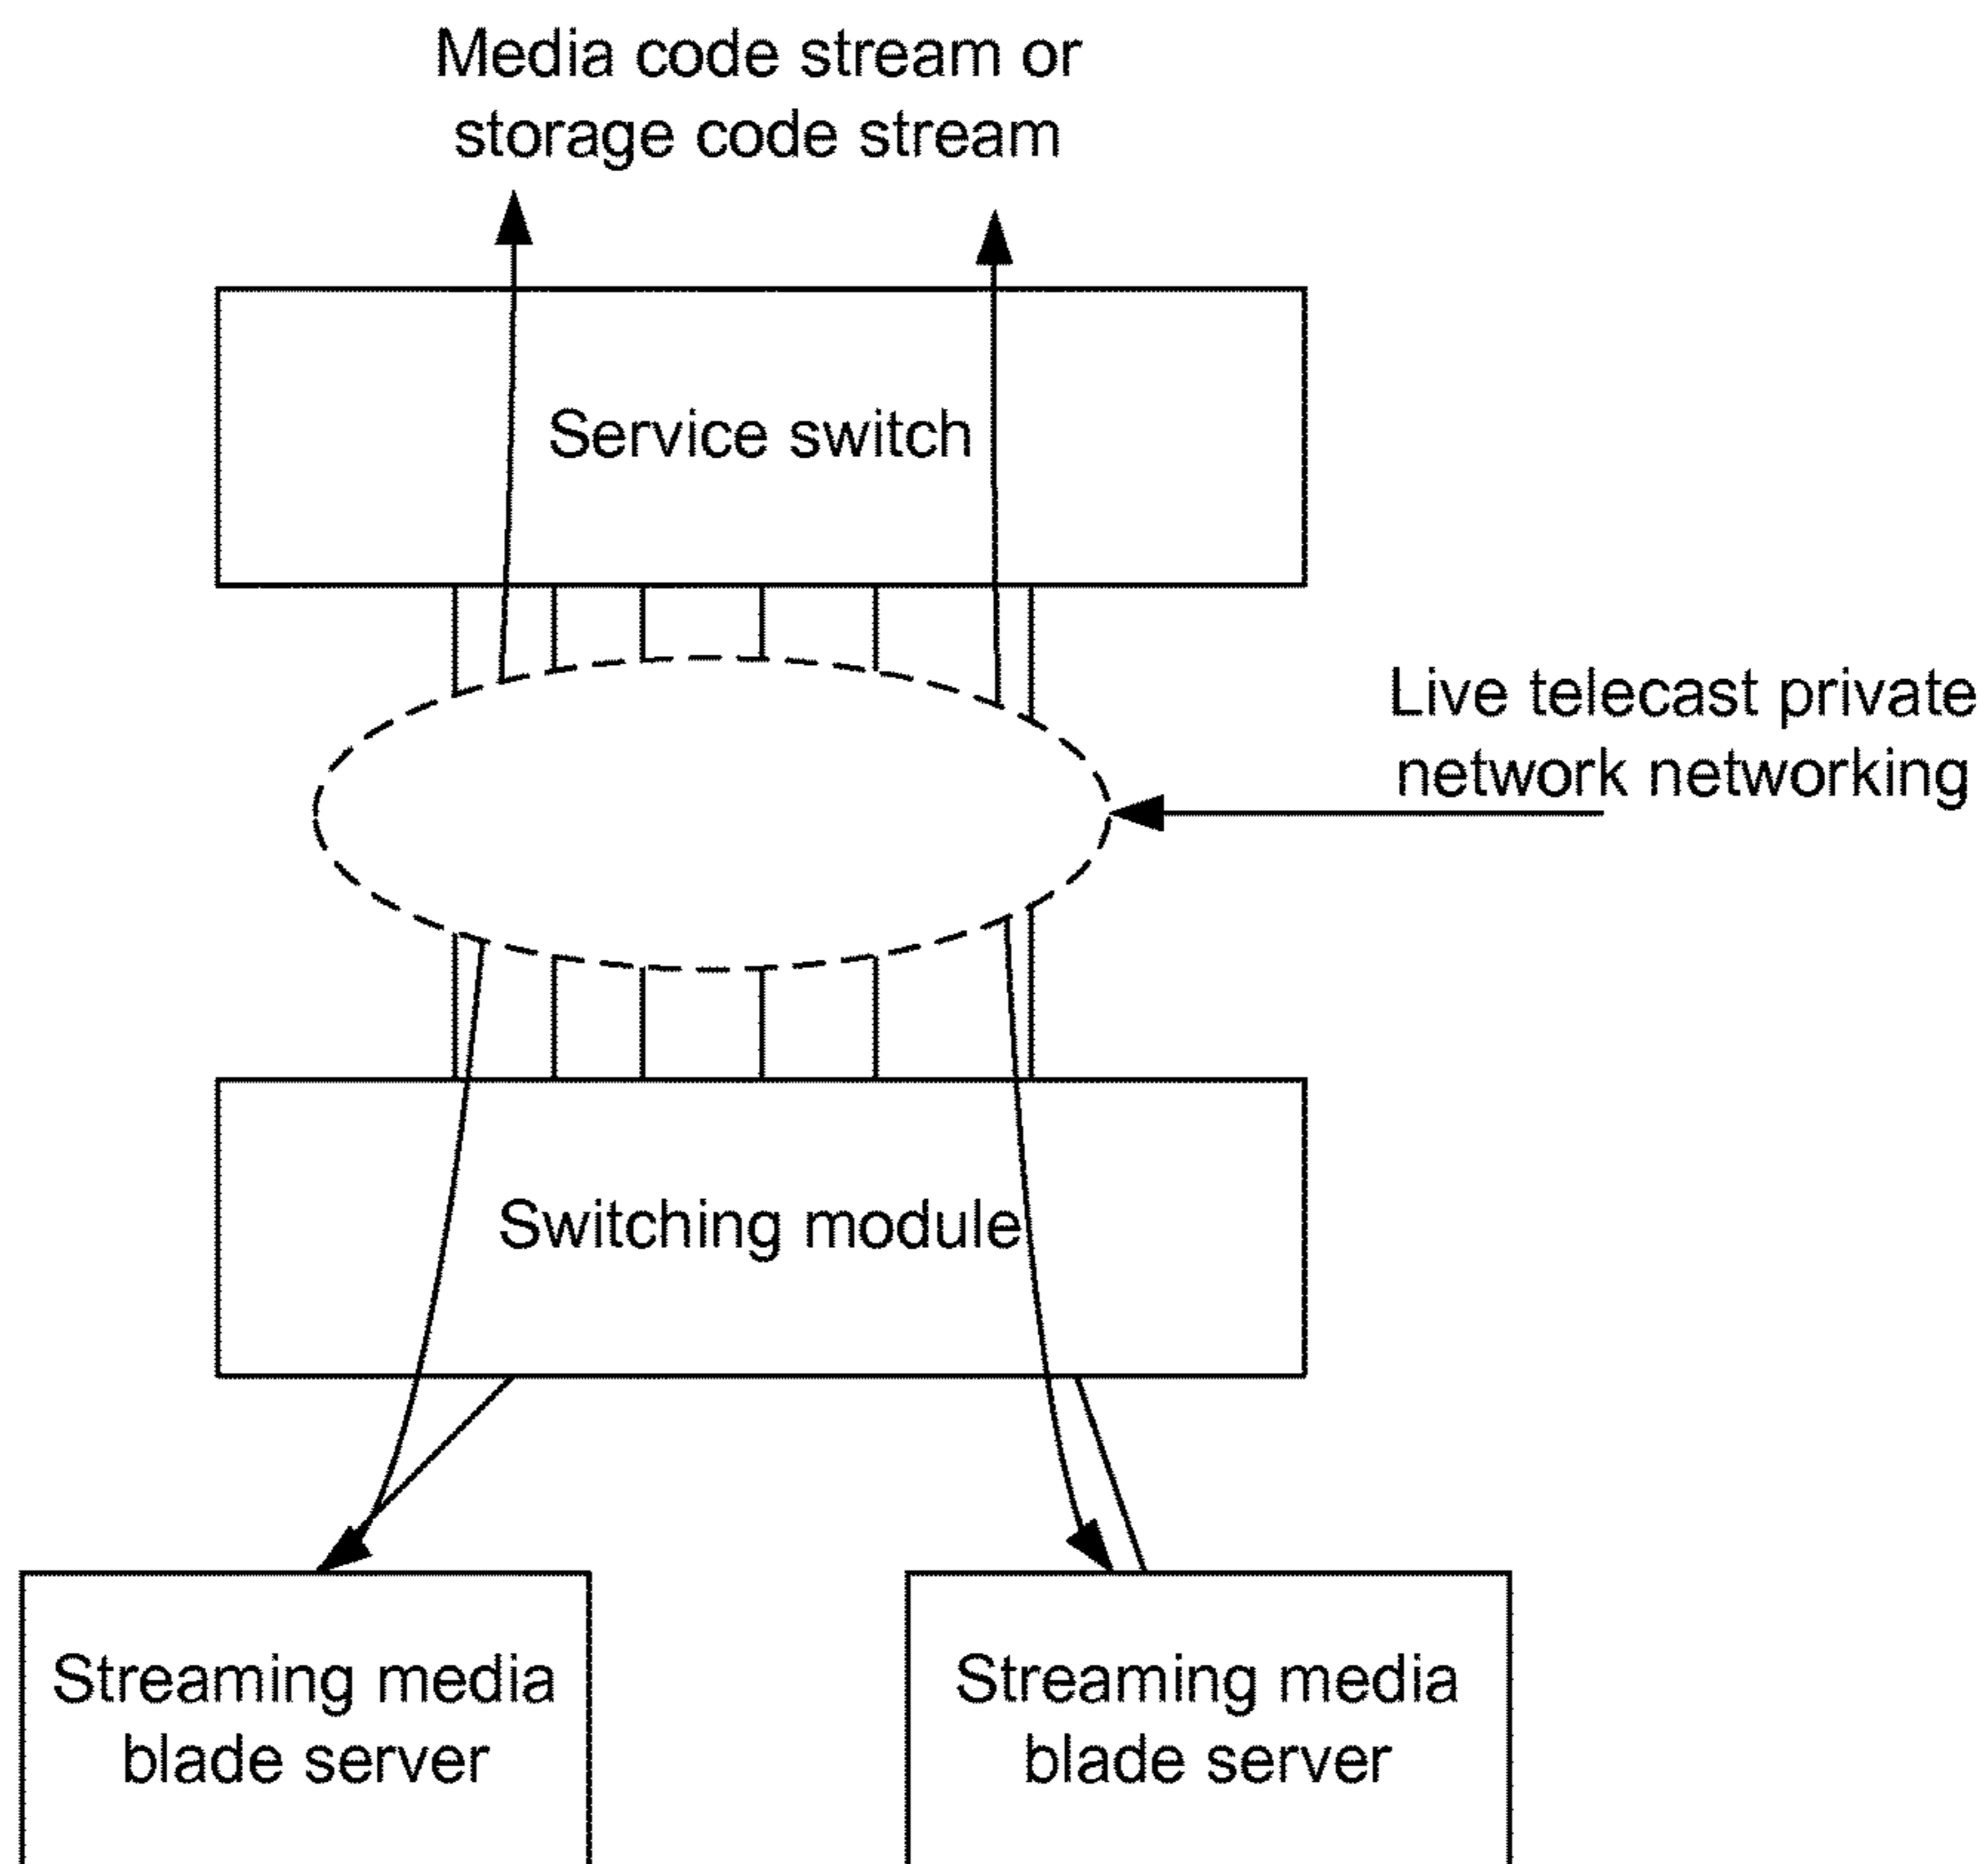 Media code stream or
storage code stream
Service switch
Live telecast private
network networking
Switching module
Streaming media
blade server
Streaming media
blade server